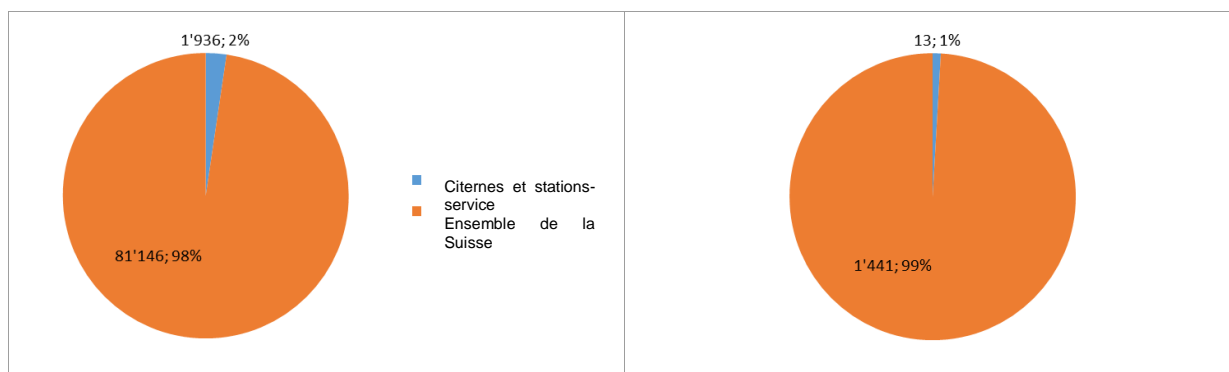 1'936; 2%
81'146; 98%
Citernes et stations-
service
Ensemble de la
Suisse
13; 1%
1'441; 99%